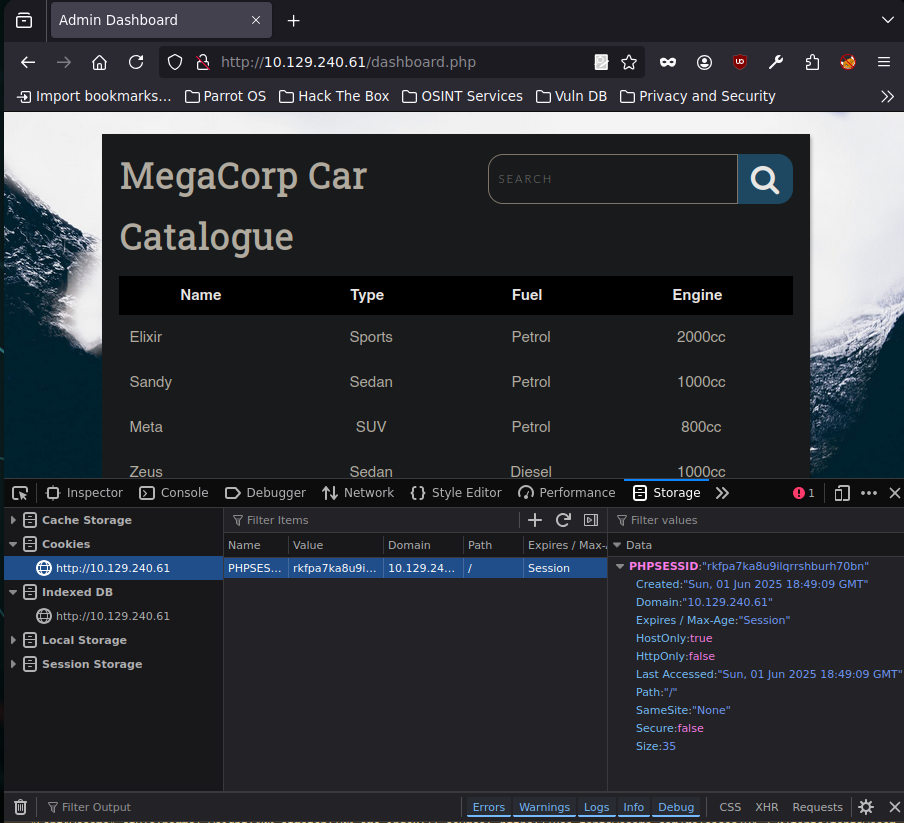 Admin Dashboard
http://10.129.240.61/dashboard.php
Import bookmarks... Parrot OS Hack The Box OSINT Services Vuln DB Privacy and Security
MegaCorp Car
Catalogue
SEARCH
Name Type Fuel Engine
Elixir Sports Petrol 2000cc
Sandy Sedan Petrol 1000cc
Meta SUV Petrol 800cc
Zeus Sedan Diesel 1000cc
Inspector Console Debugger Network Style Editor Performance Storage 1
Cache Storage
Cookies
http://10.129.240.61
Indexed DB
http://10.129.240.61
Local Storage
Session Storage
Filter Items
Name Value Domain Path Expires / Max-
PHPSES... rkfpa7ka8u9i... 10.129.24... / Session
Filter values
Data
PHPSESSID:"rkfpa7ka8u9ilqrrshburh70bn"
Created:"Sun, 01 Jun 2025 18:49:09 GMT"
Domain:"10.129.240.61"
Expires / Max-Age:"Session"
HostOnly:true
HttpOnly:false
Last Accessed:"Sun, 01 Jun 2025 18:49:09 GMT"
Path:"/"
SameSite:"None"
Secure:false
Size:35
Filter Output
Errors Warnings Logs Info Debug CSS XHR Requests